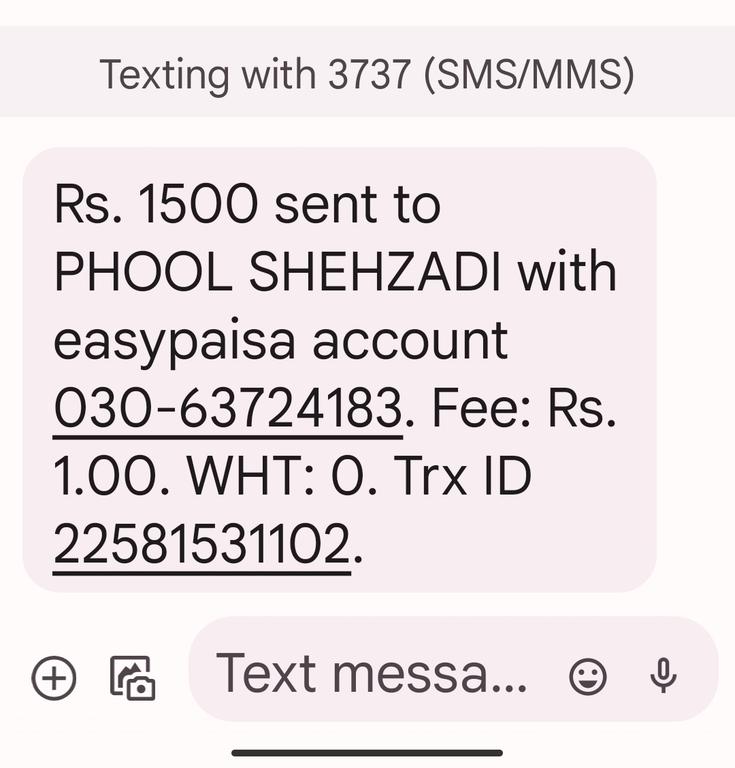 Texting with 3737 (SMS/MMS)
Rs. 1500 sent to
PHOOL SHEHZADI with
easypaisa account
030-63724183. Fee: Rs.
1.00. WHT: 0. Trx ID
22581531102.
Text messa...